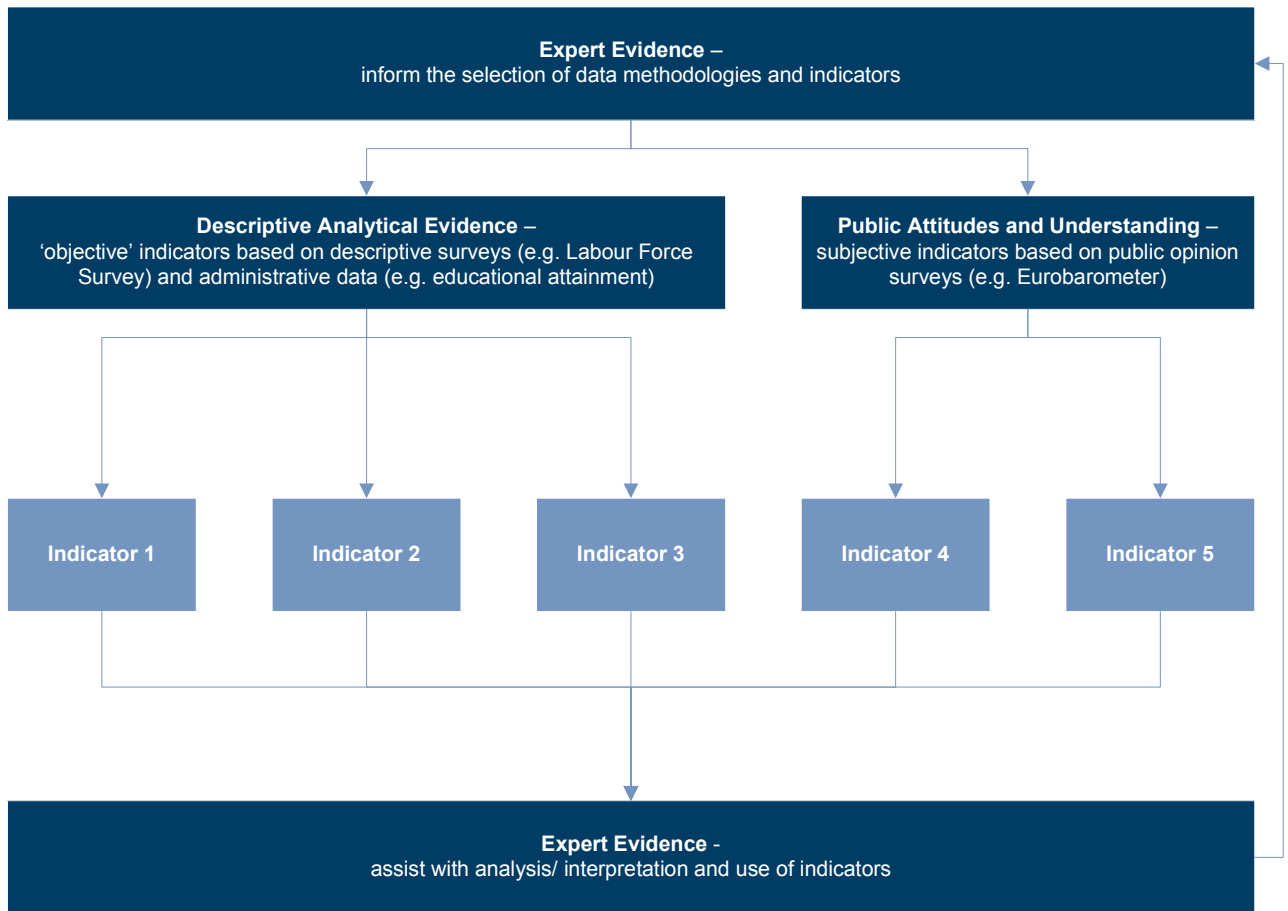 Expert Evidence –
inform the selection of data methodologies and indicators
Descriptive Analytical Evidence –
‘objective’ indicators based on descriptive surveys (e.g. Labour Force
Survey) and administrative data (e.g. educational attainment)
Public Attitudes and Understanding –
subjective indicators based on public opinion
surveys (e.g. Eurobarometer)
Indicator 1
Indicator 2
Indicator 3
Indicator 4
Indicator 5
Expert Evidence -
assist with analysis/ interpretation and use of indicators